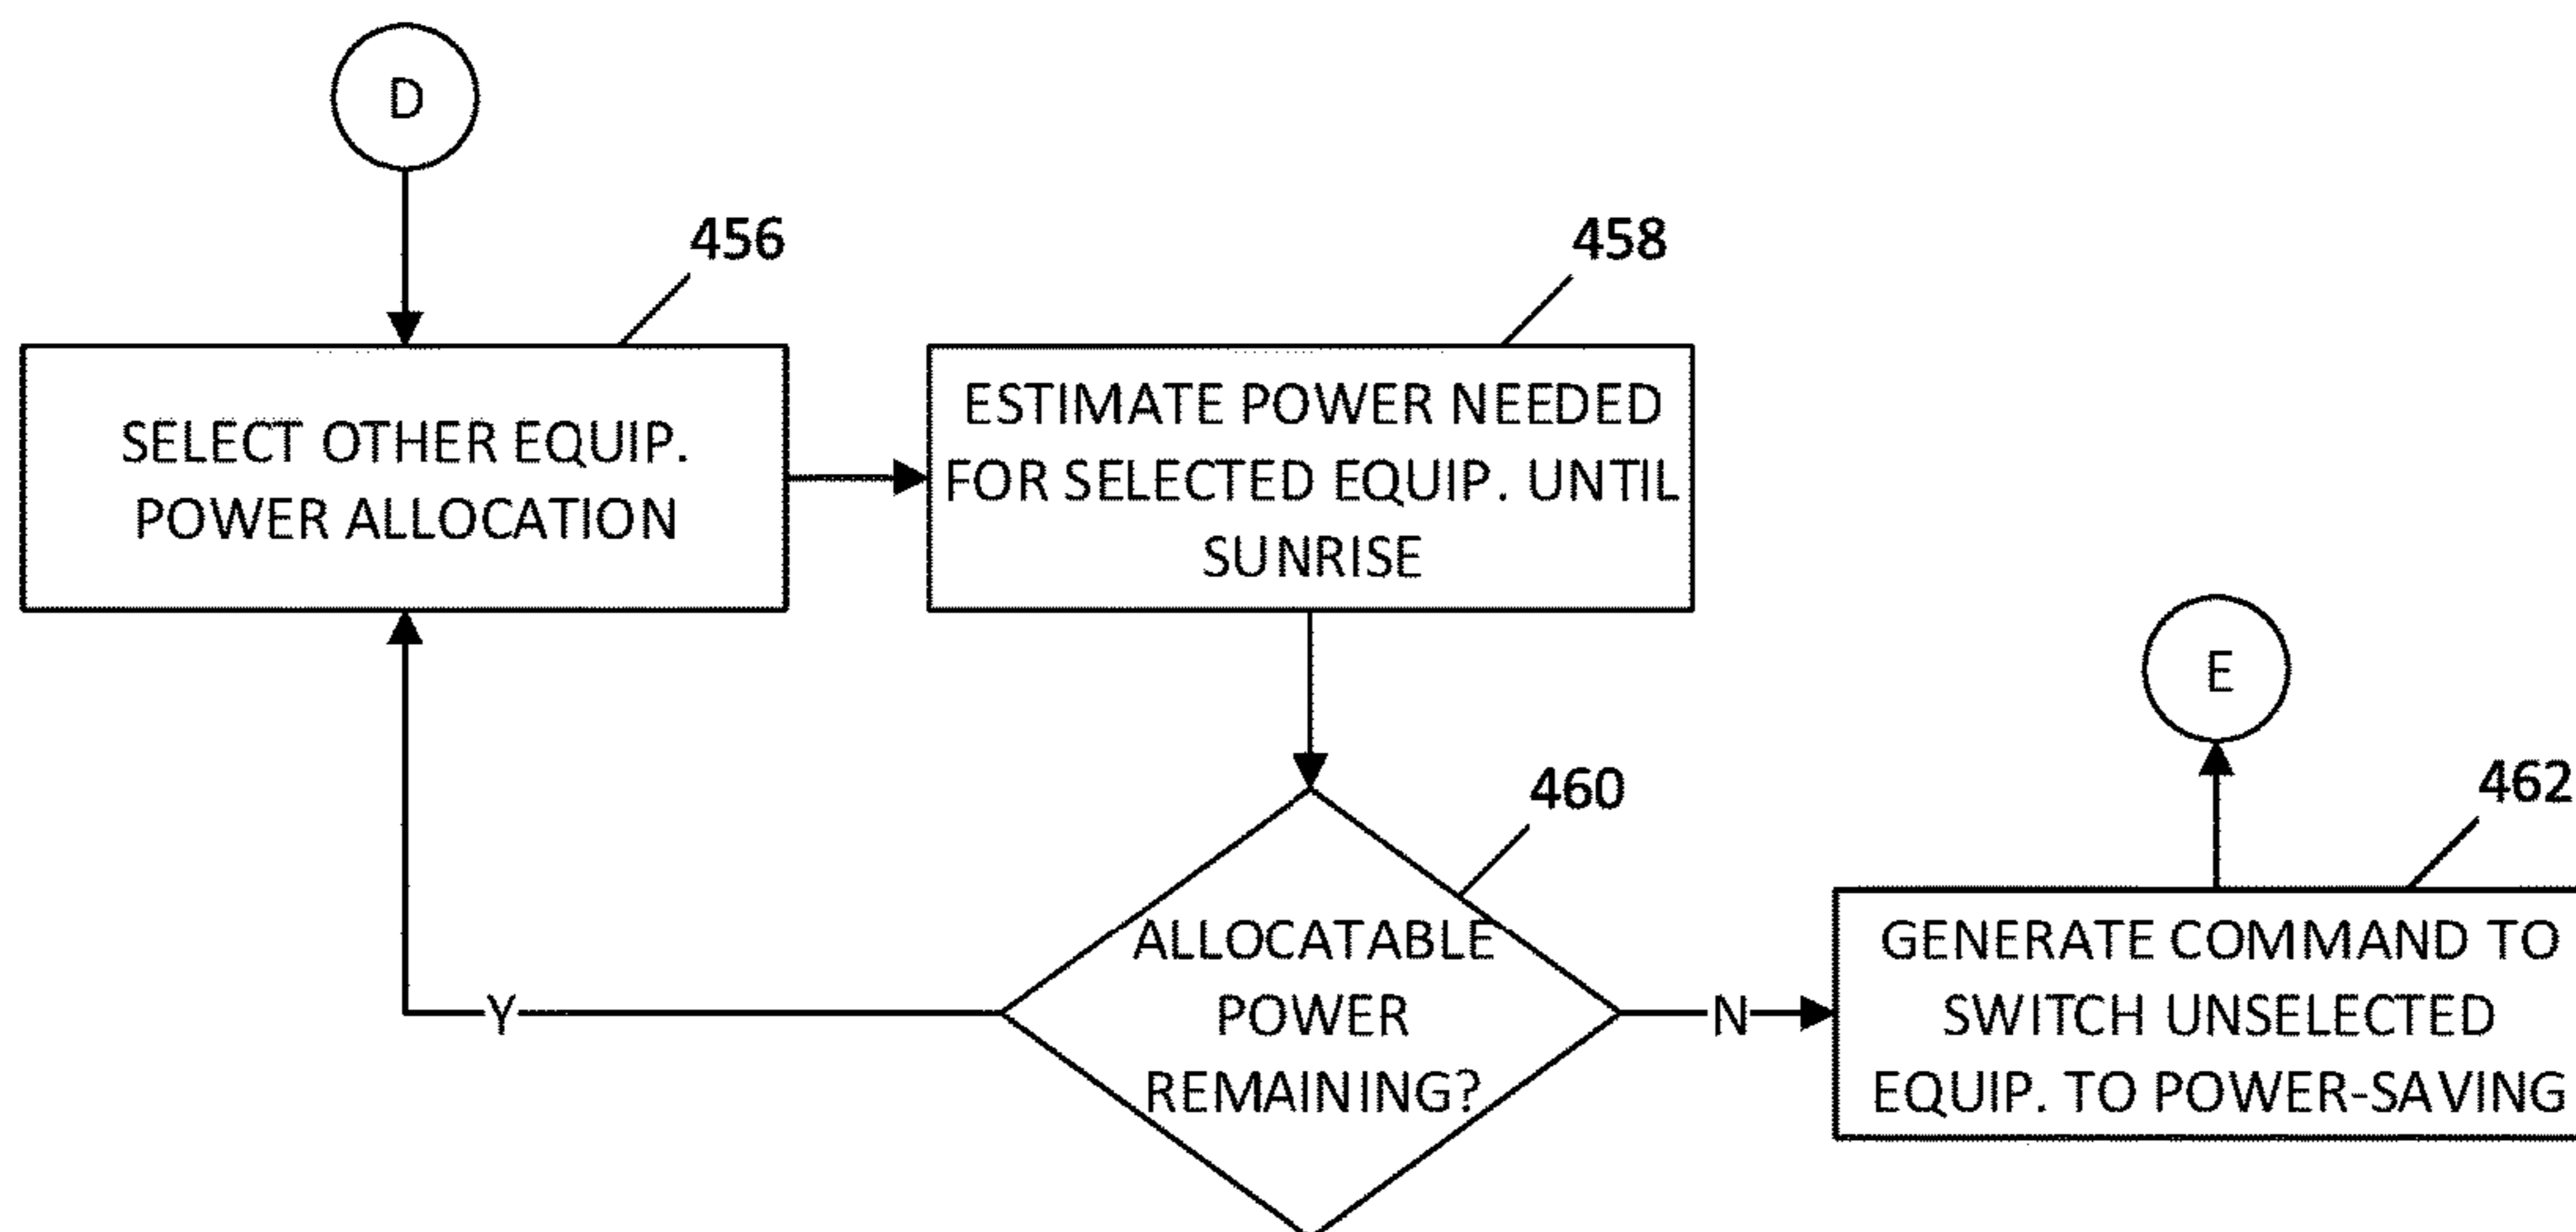 D
456
SELECT OTHER EQUIP.
POWER ALLOCATION
458
ESTIMATE POWER NEEDED
FOR SELECTED EQUIP. UNTIL
SUNRISE
460
ALLOCATABLE
POWER
REMAINING?
Y
N
E
462
GENERATE COMMAND TO
SWITCH UNSELECTED
EQUIP. TO POWER-SAVING